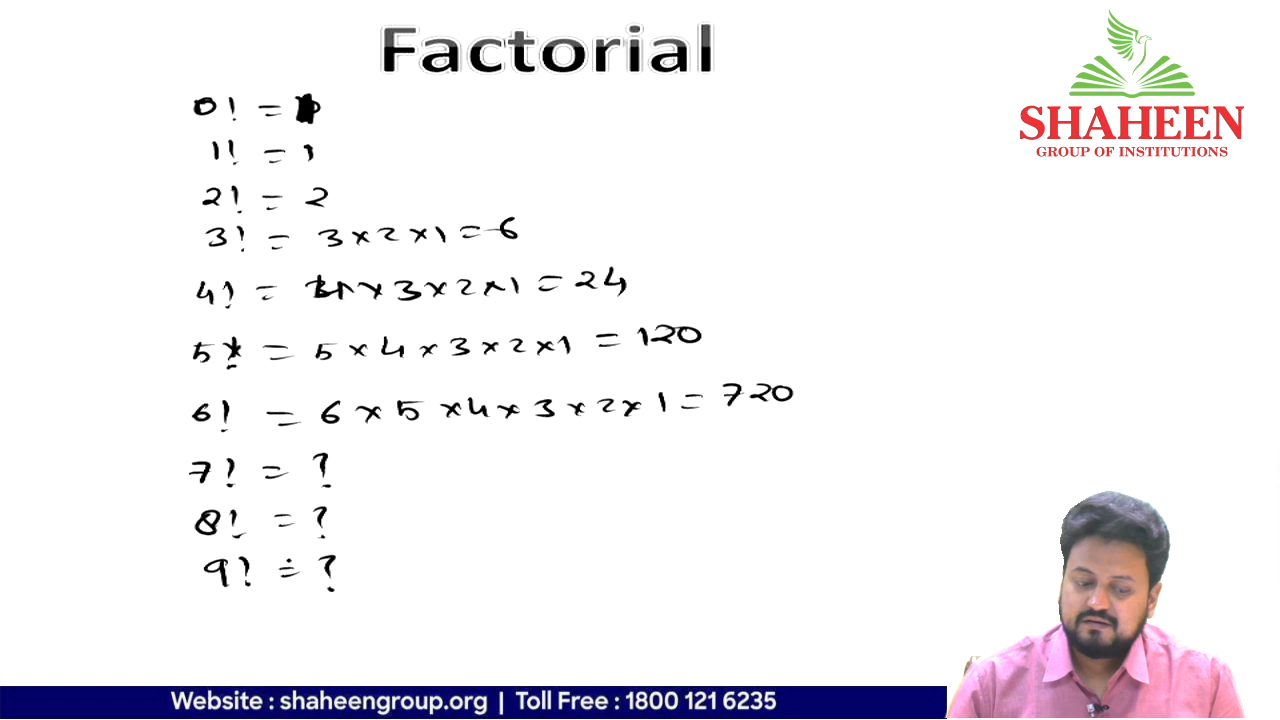 Factorial
SHAHEEN
GROUP OF INSTITUTIONS
0! = 1
1! = 1
2! = 2
3! = 3 × 2 × 1 = 6
4! = 4 × 3 × 2 × 1 = 24
5! = 5 × 4 × 3 × 2 × 1 = 120
6! = 6 × 5 × 4 × 3 × 2 × 1 = 720
7! = ?
8! = ?
9! = ?
Website : shaheengroup.org | Toll Free : 1800 121 6235